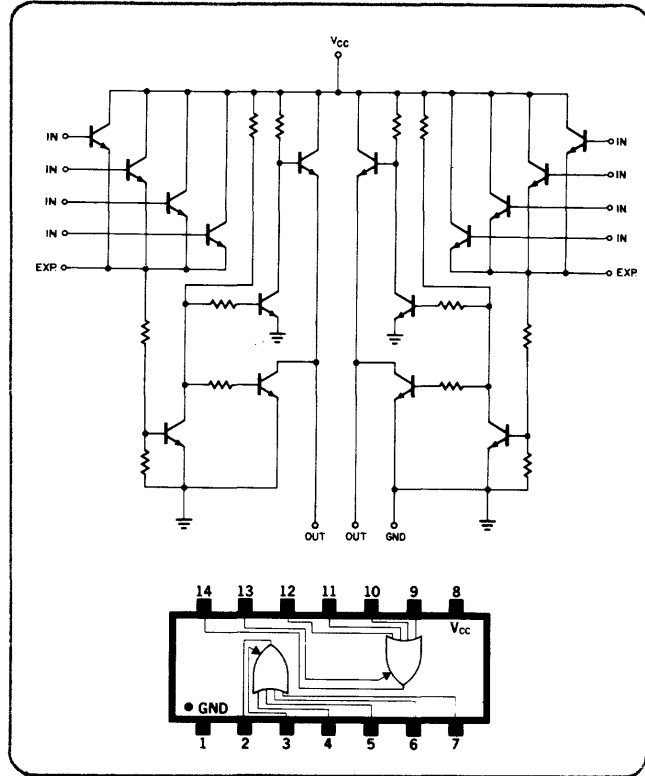 VCC
IN IN
IN IN
IN IN
IN IN
EXP. EXP.
OUT OUT GND
14 13 12 11 10 9 8
VCC
GND
1 2 3 4 5 6 7